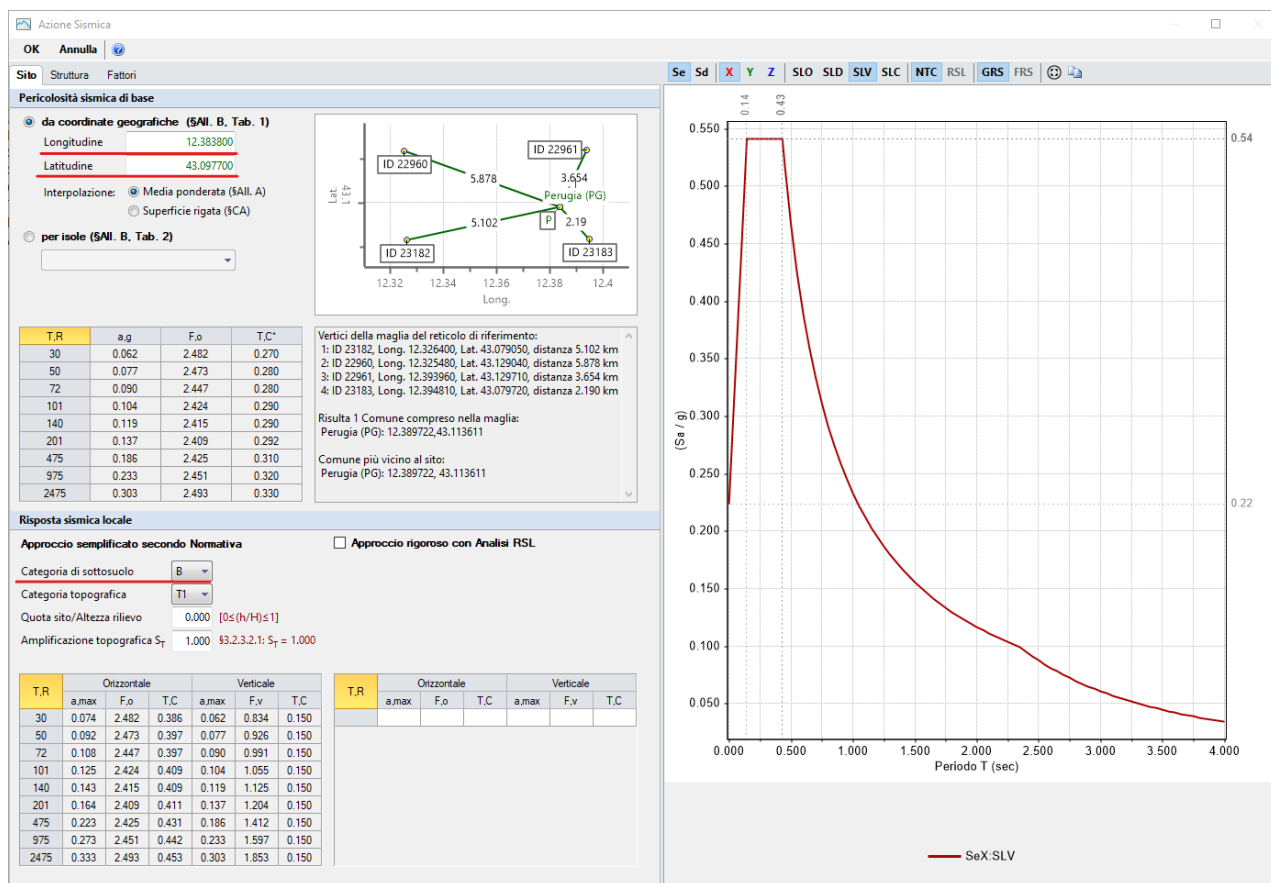 Azione Sismica
OK Annulla
Sito Struttura Fattori
Pericolosità sismica di base
da coordinate geografiche (§All. B, Tab. 1)
Longitudine 12.383800
Latitudine 43.097700
Interpolazione: Media ponderata (§All. A)
Superficie rigata (§CA)
per isole (§All. B, Tab. 2)
Lat.
43.1
ID 22960
ID 22961
5.878
3.654
Perugia (PG)
5.102
P
2.19
ID 23182
ID 23183
12.32 12.34 12.36 12.38 12.4
Long.
T,R a,g F,o T,C*
30 0.062 2.482 0.270
50 0.077 2.473 0.280
72 0.090 2.447 0.280
101 0.104 2.424 0.290
140 0.119 2.415 0.290
201 0.137 2.409 0.292
475 0.186 2.425 0.310
975 0.233 2.451 0.320
2475 0.303 2.493 0.330
Vertici della maglia del reticolo di riferimento:
1: ID 23182, Long. 12.326400, Lat. 43.079050, distanza 5.102 km
2: ID 22960, Long. 12.325480, Lat. 43.129040, distanza 5.878 km
3: ID 22961, Long. 12.393960, Lat. 43.129710, distanza 3.654 km
4: ID 23183, Long. 12.394810, Lat. 43.079720, distanza 2.190 km
Risulta 1 Comune compreso nella maglia:
Perugia (PG): 12.389722,43.113611
Comune più vicino al sito:
Perugia (PG): 12.389722, 43.113611
Risposta sismica locale
Approccio semplificato secondo Normativa
Approccio rigoroso con Analisi RSL
Categoria di sottosuolo B
Categoria topografica T1
Quota sito/Altezza rilievo 0.000 [0≤(h/H)≤1]
Amplificazione topografica ST 1.000 §3.2.3.2.1: ST = 1.000
T,R Orizzontale Verticale
a,max F,o T,C a,max F,v T,C
30 0.074 2.482 0.386 0.062 0.834 0.150
50 0.092 2.473 0.397 0.077 0.926 0.150
72 0.108 2.447 0.397 0.090 0.991 0.150
101 0.125 2.424 0.409 0.104 1.055 0.150
140 0.143 2.415 0.409 0.119 1.125 0.150
201 0.164 2.409 0.411 0.137 1.204 0.150
475 0.223 2.425 0.431 0.186 1.412 0.150
975 0.273 2.451 0.442 0.233 1.597 0.150
2475 0.333 2.493 0.453 0.303 1.853 0.150
T,R Orizzontale Verticale
a,max F,o T,C a,max F,v T,C
Se Sd X Y Z SLO SLD SLV SLC NTC RSL GRS FRS
0.14 0.43
0.550
0.54
0.500
0.450
0.400
0.350
0.300
(Sa / g)
0.250
0.22
0.200
0.150
0.100
0.050
0.000 0.500 1.000 1.500 2.000 2.500 3.000 3.500 4.000
Periodo T (sec)
SeX:SLV